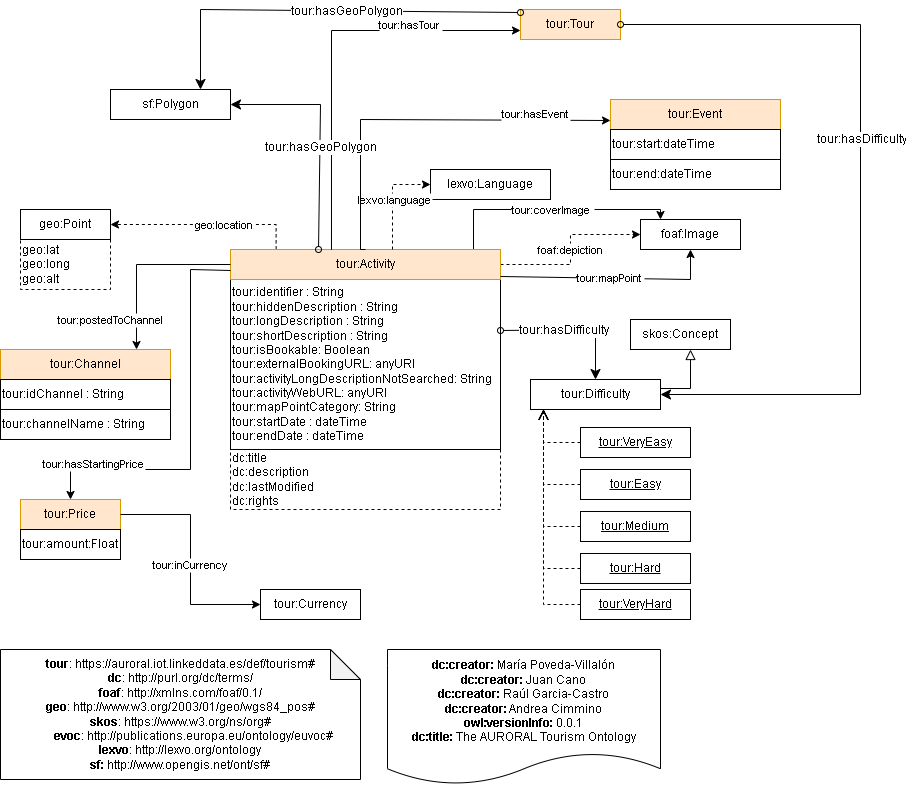 tour:hasGeoPolygon
tour:hasTour
tour:Tour
sf:Polygon
tour:hasEvent
tour:Event
tour:start:dateTime
tour:end:dateTime
tour:hasDifficulty
tour:hasGeoPolygon
lexvo:Language
lexvo:language
geo:Point
geo:lat
geo:long
geo:alt
geo:location
tour:coverImage
foaf:Image
foaf:depiction
tour:mapPoint
tour:Activity
tour:identifier : String
tour:hiddenDescription : String
tour:longDescription : String
tour:shortDescription : String
tour:isBookable: Boolean
tour:externalBookingURL: anyURI
tour:activityLongDescriptionNotSearched: String
tour:activityWebURL: anyURI
tour:mapPointCategory: String
tour:startDate : dateTime
tour:endDate : dateTime
dc:title
dc:description
dc:lastModified
dc:rights
tour:postedToChannel
tour:Channel
tour:idChannel : String
tour:channelName : String
tour:hasDifficulty
skos:Concept
tour:Difficulty
tour:VeryEasy
tour:Easy
tour:Medium
tour:Hard
tour:VeryHard
tour:hasStartingPrice
tour:Price
tour:amount:Float
tour:inCurrency
tour:Currency
tour: https://auroral.iot.linkeddata.es/def/tourism#
dc: http://purl.org/dc/terms/
foaf: http://xmlns.com/foaf/0.1/
geo: http://www.w3.org/2003/01/geo/wgs84_pos#
skos: https://www.w3.org/ns/org#
evoc: http://publications.europa.eu/ontology/euvoc#
lexvo: http://lexvo.org/ontology
sf: http://www.opengis.net/ont/sf#
dc:creator: María Poveda-Villalón
dc:creator: Juan Cano
dc:creator: Raúl Garcia-Castro
dc:creator: Andrea Cimmino
owl:versionInfo: 0.0.1
dc:title: The AURORAL Tourism Ontology